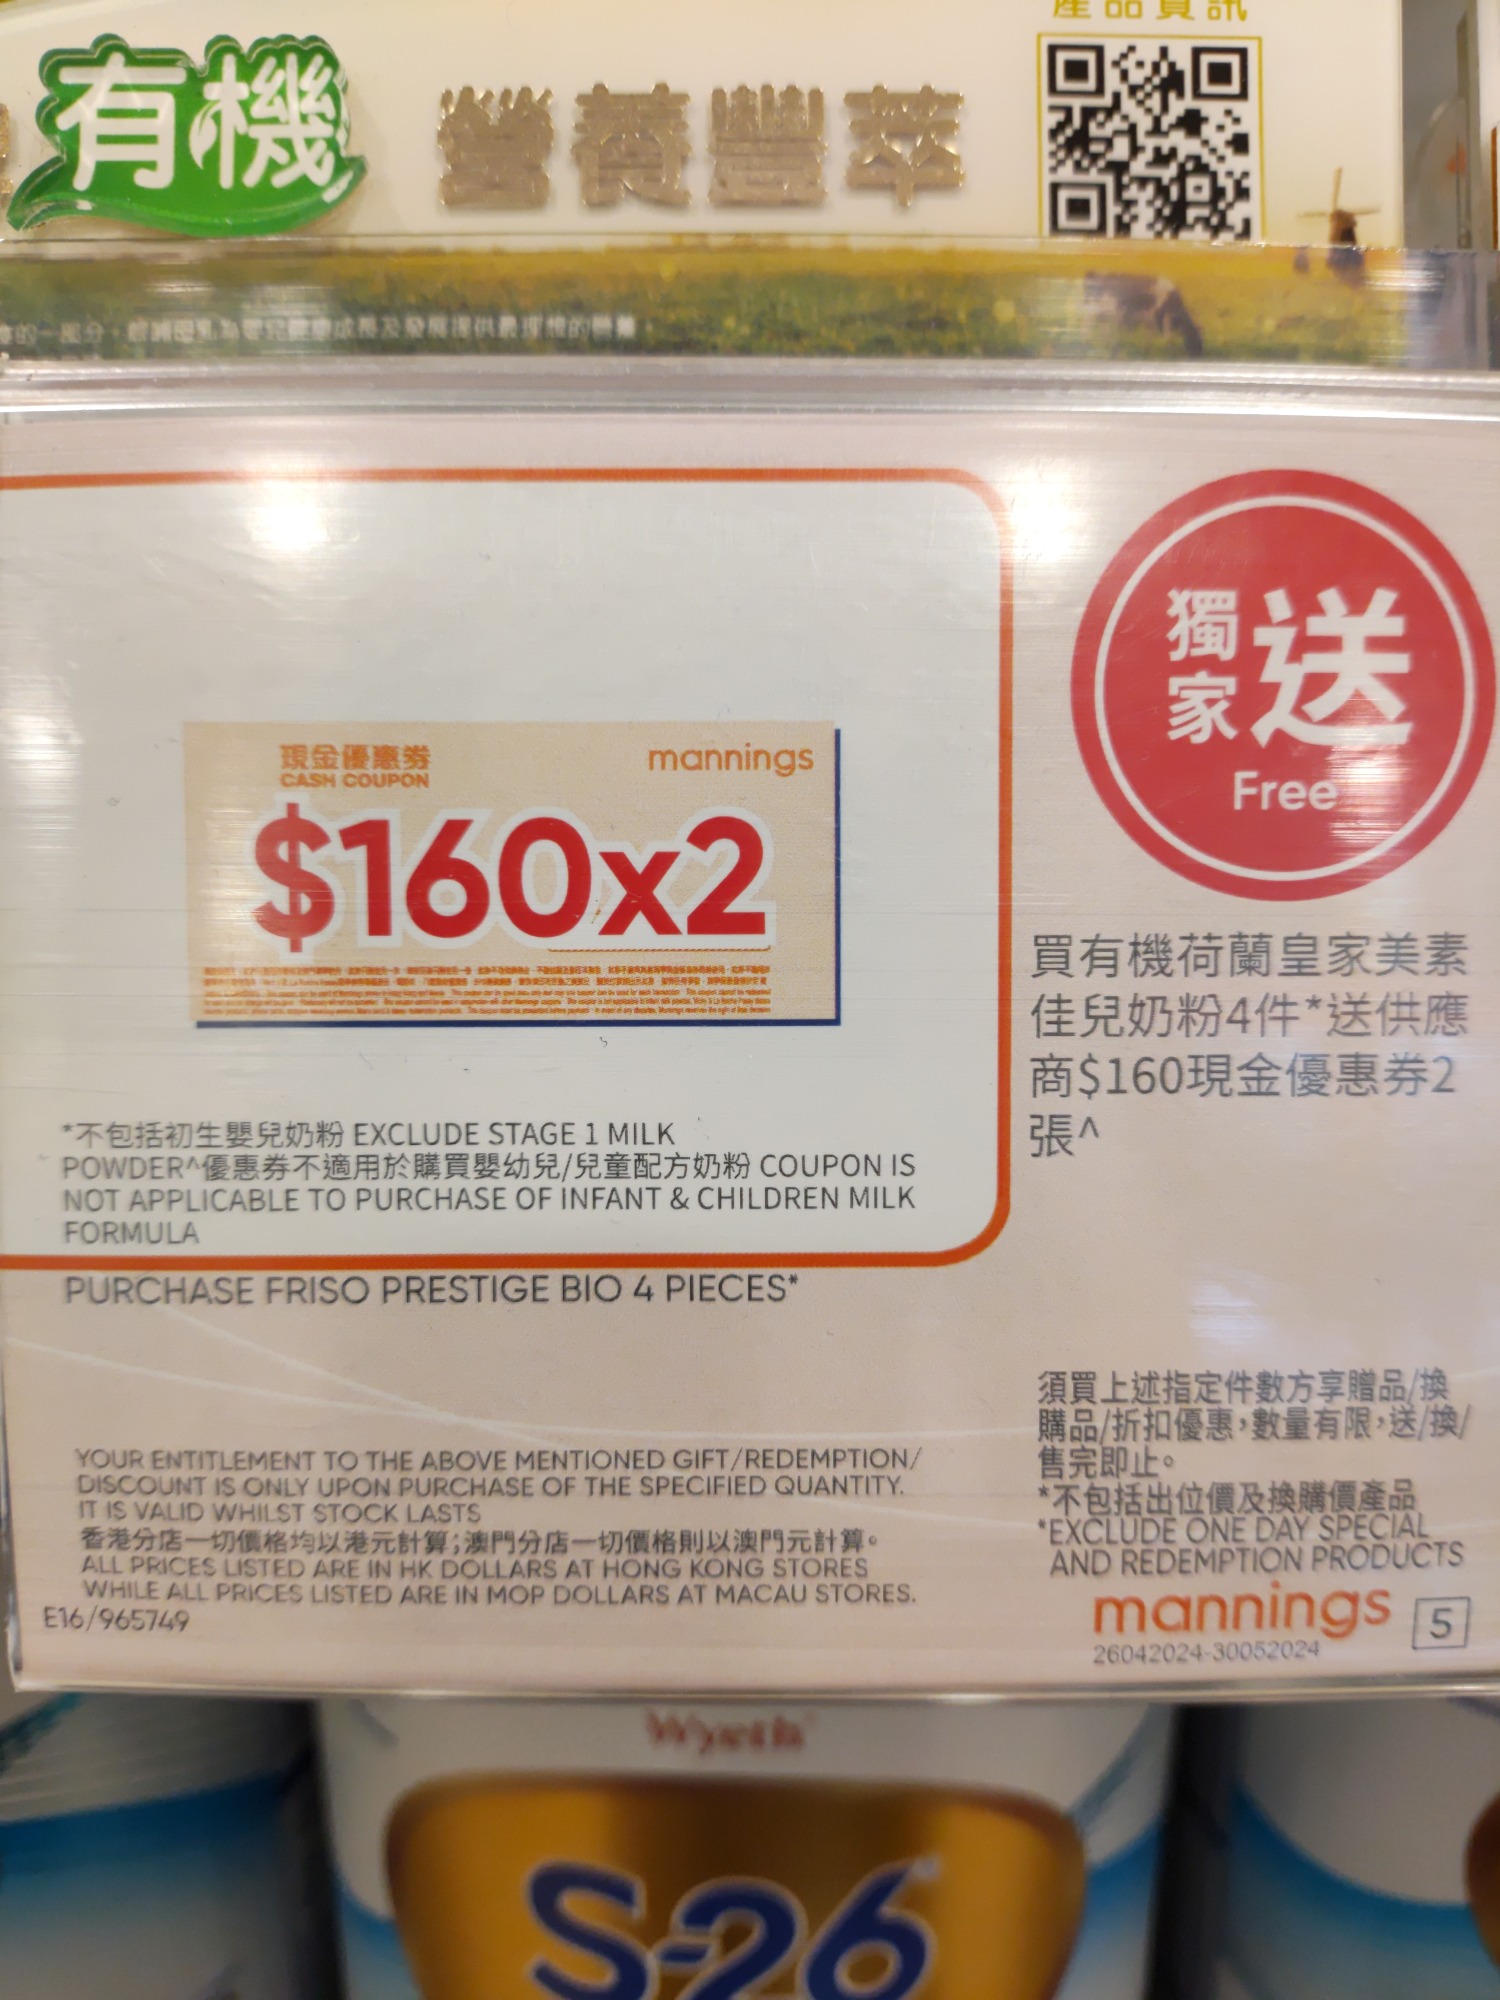 產品資訊
有機
營養豐萃
獨家
送
Free
現金優惠券
CASH COUPON
mannings
$160x2
買有機荷蘭皇家美素
佳兒奶粉4件*送供應
商$160現金優惠券2
張^
*不包括初生嬰兒奶粉 EXCLUDE STAGE 1 MILK
POWDER^優惠券不適用於購買嬰幼兒/兒童配方奶粉 COUPON IS
NOT APPLICABLE TO PURCHASE OF INFANT & CHILDREN MILK
FORMULA
PURCHASE FRISO PRESTIGE BIO 4 PIECES*
YOUR ENTITLEMENT TO THE ABOVE MENTIONED GIFT/REDEMPTION/
DISCOUNT IS ONLY UPON PURCHASE OF THE SPECIFIED QUANTITY.
IT IS VALID WHILST STOCK LASTS
香港分店一切價格均以港元計算;澳門分店一切價格則以澳門元計算。
ALL PRICES LISTED ARE IN HK DOLLARS AT HONG KONG STORES
WHILE ALL PRICES LISTED ARE IN MOP DOLLARS AT MACAU STORES.
E16/965749
須買上述指定件數方享贈品/換
購品/折扣優惠,數量有限,送/換/
售完即止。
*不包括出位價及換購價產品
*EXCLUDE ONE DAY SPECIAL
AND REDEMPTION PRODUCTS
mannings
5
26042024-30052024
Wyeth
S-26